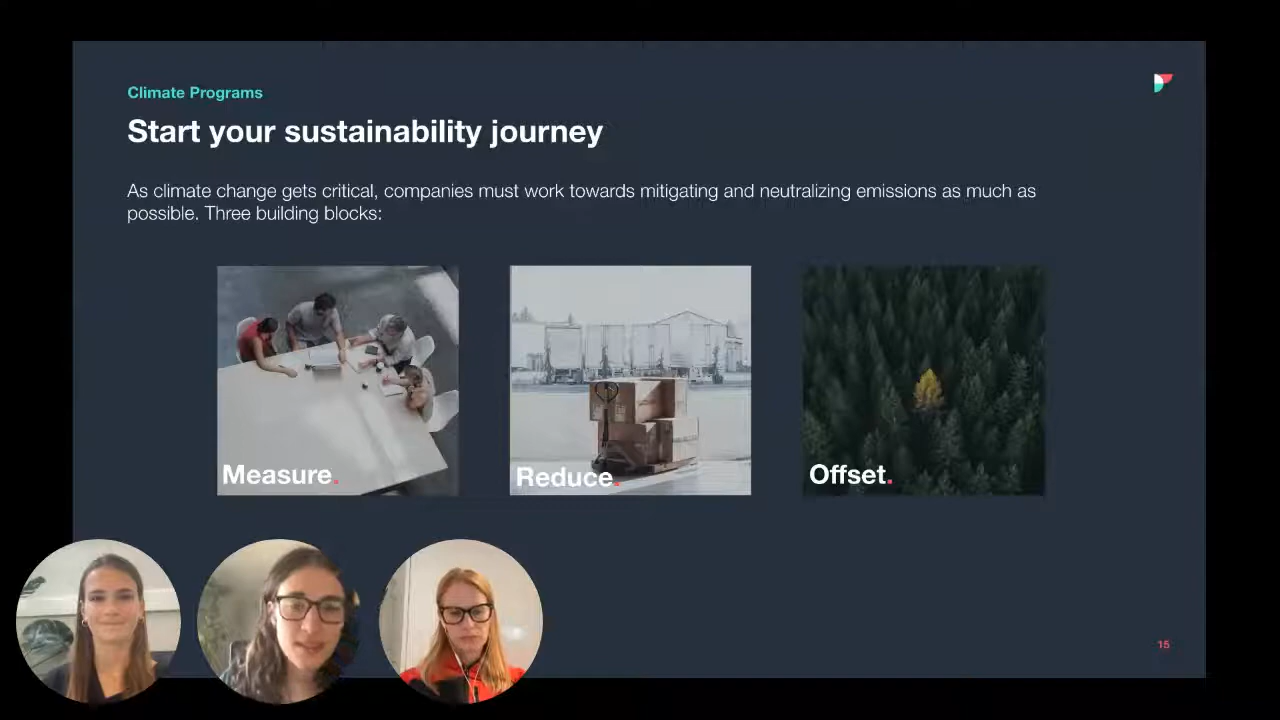 Climate Programs
Start your sustainability journey
As climate change gets critical, companies must work towards mitigating and neutralizing emissions as much as
possible. Three building blocks:
Measure.
Reduce.
Offset.
15